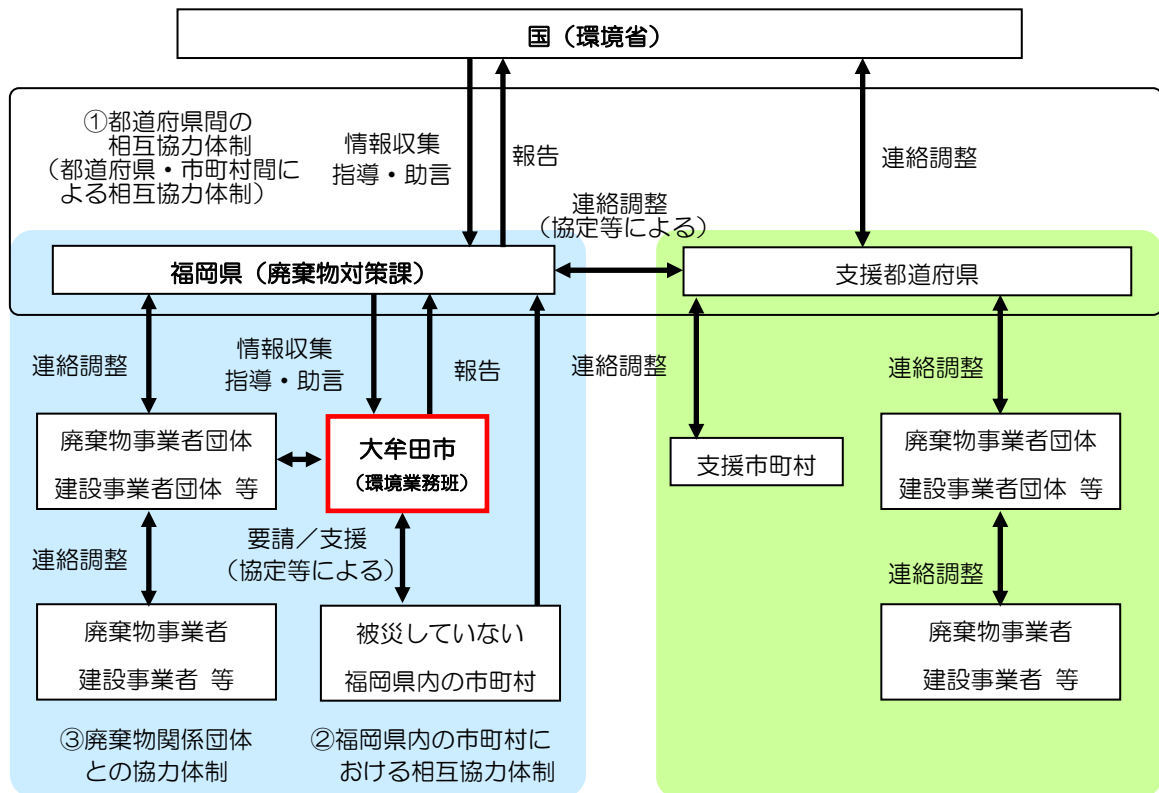 国（環境省）
①都道府県間の
相互協力体制
（都道府県・市町村間に
よる相互協力体制）
情報収集
指導・助言
報告
連絡調整
連絡調整
（協定等による）
福岡県（廃棄物対策課）
支援都道府県
連絡調整
情報収集
指導・助言
報告
連絡調整
連絡調整
廃棄物事業者団体
建設事業者団体 等
大牟田市
（環境業務班）
支援市町村
廃棄物事業者団体
建設事業者団体 等
連絡調整
要請／支援
（協定等による）
連絡調整
廃棄物事業者
建設事業者 等
被災していない
福岡県内の市町村
廃棄物事業者
建設事業者 等
③廃棄物関係団体
との協力体制
②福岡県内の市町村に
おける相互協力体制